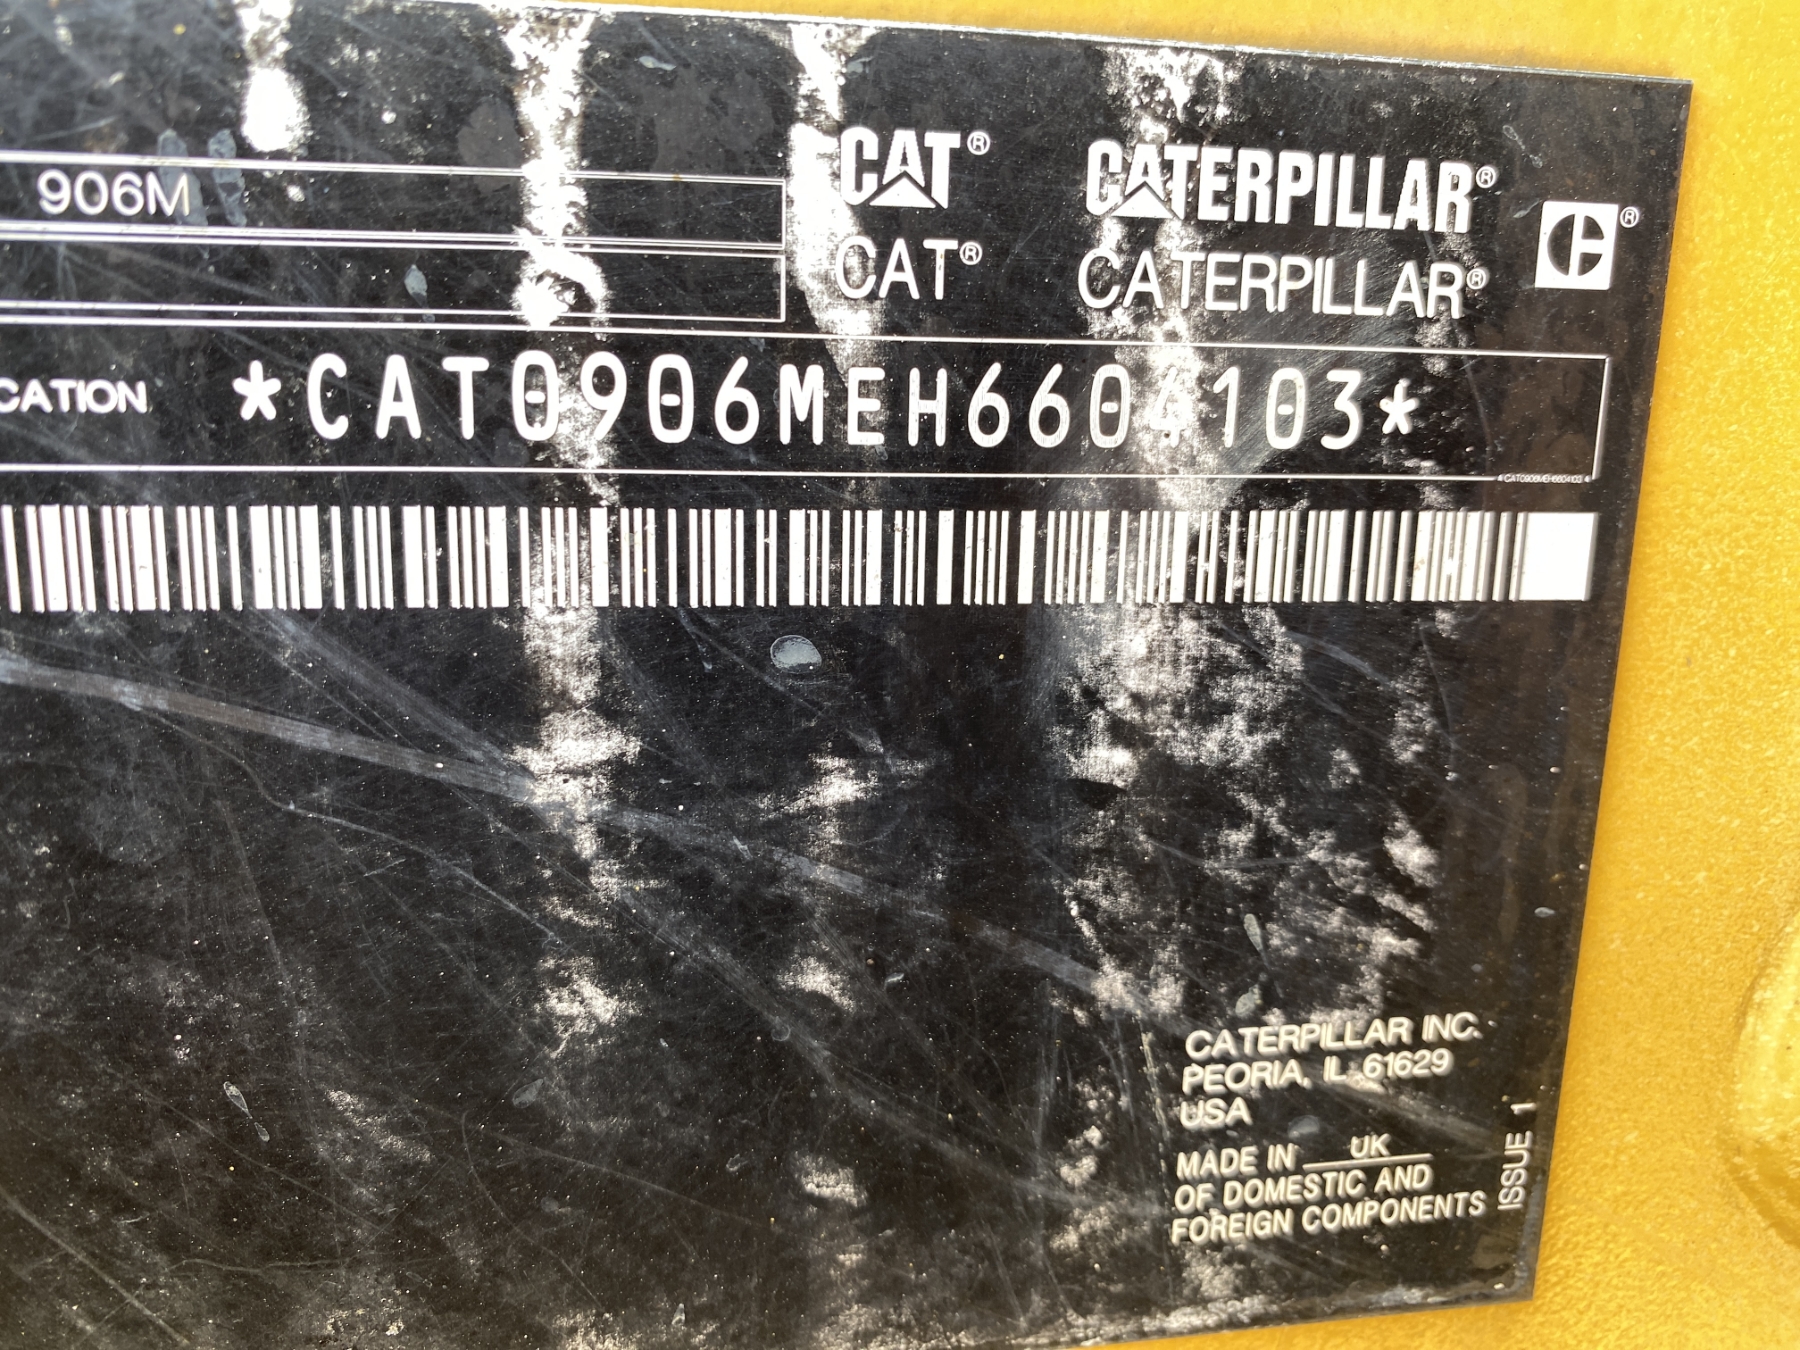 CAT® CATERPILLAR®
906M
CAT® CATERPILLAR®
CATION *CAT0906MEH6604103*
*CAT0906MEH6604103*
CATERPILLAR INC.
PEORIA, IL 61629
USA
MADE IN UK
OF DOMESTIC AND
FOREIGN COMPONENTS
ISSUE 1